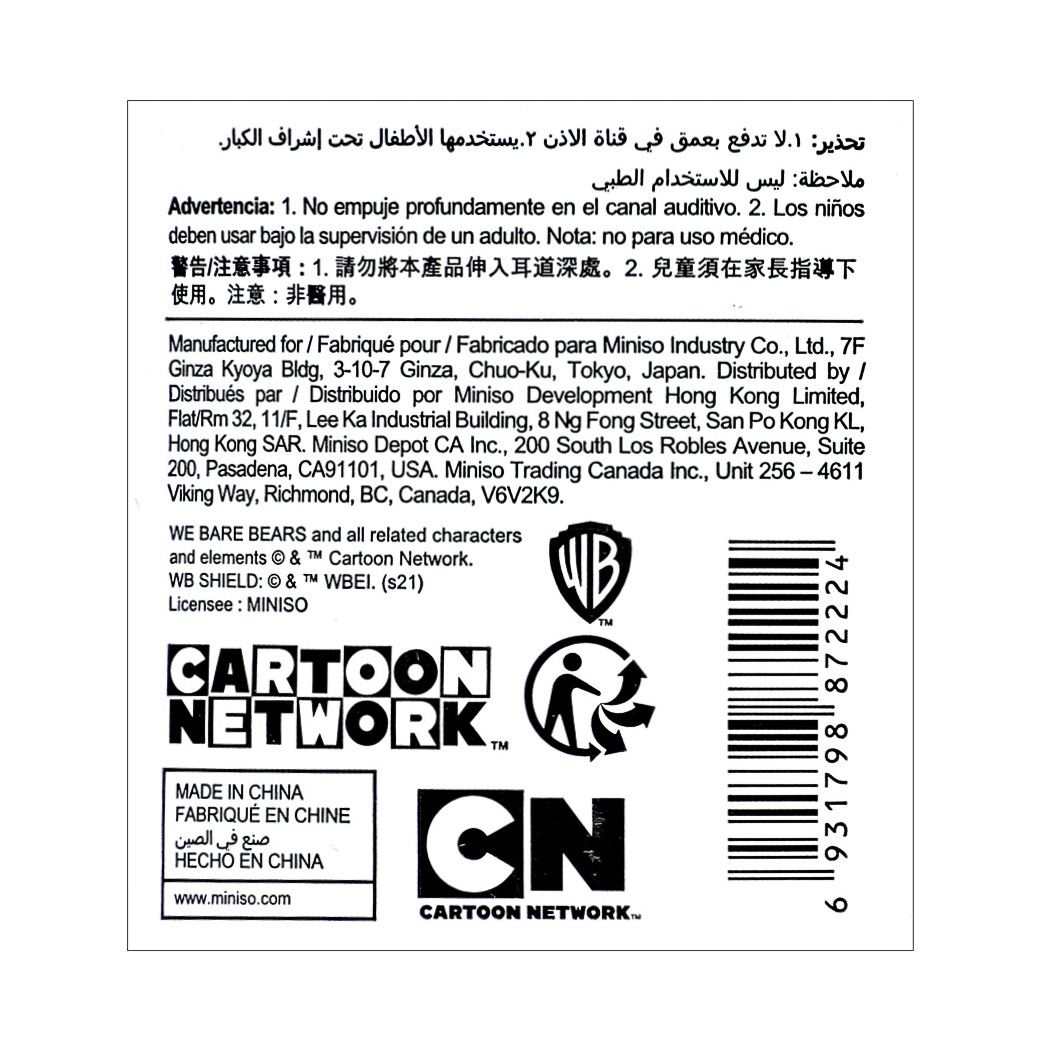 تحذير: ١.لا تدفع بعمق في قناة الاذن ٢.يستخدمها الأطفال تحت إشراف الكبار.
ملاحظة: ليس للاستخدام الطبي
Advertencia: 1. No empuje profundamente en el canal auditivo. 2. Los niños
deben usar bajo la supervisión de un adulto. Nota: no para uso médico.
警告/注意事項：1. 請勿將本產品伸入耳道深處。2. 兒童須在家長指導下
使用。注意：非醫用。
Manufactured for / Fabriqué pour / Fabricado para Miniso Industry Co., Ltd., 7F
Ginza Kyoya Bldg, 3-10-7 Ginza, Chuo-Ku, Tokyo, Japan. Distributed by /
Distribués par / Distribuido por Miniso Development Hong Kong Limited,
Flat/Rm 32, 11/F, Lee Ka Industrial Building, 8 Ng Fong Street, San Po Kong KL,
Hong Kong SAR. Miniso Depot CA Inc., 200 South Los Robles Avenue, Suite
200, Pasadena, CA91101, USA. Miniso Trading Canada Inc., Unit 256 – 4611
Viking Way, Richmond, BC, Canada, V6V2K9.
WE BARE BEARS and all related characters
and elements © & ™ Cartoon Network.
WB SHIELD: © & ™ WBEI. (s21)
Licensee : MINISO
WB™
CARTOON
NETWORK™
MADE IN CHINA
FABRIQUÉ EN CHINE
صنع في الصين
HECHO EN CHINA
www.miniso.com
CN
CARTOON NETWORK™
6 931798 872224